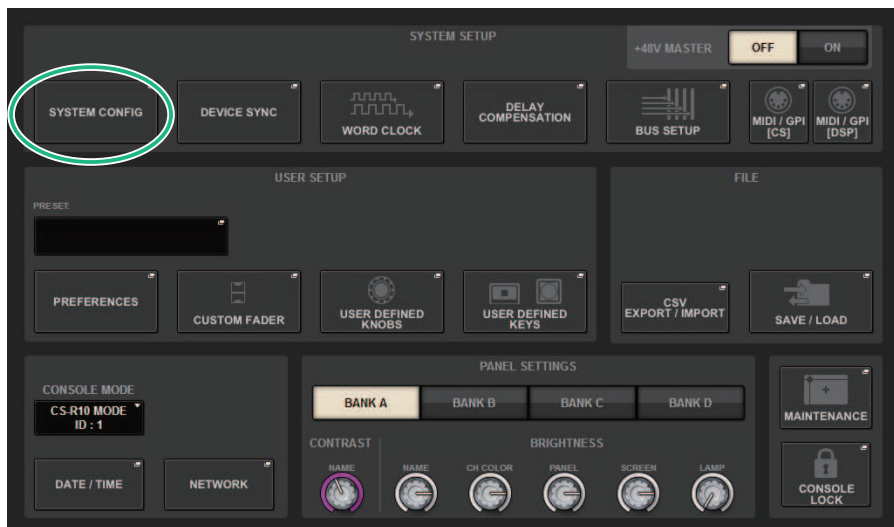 SYSTEM SETUP
+48V MASTER
OFF
ON
SYSTEM CONFIG
DEVICE SYNC
WORD CLOCK
DELAY
COMPENSATION
BUS SETUP
MIDI / GPI
[CS]
MIDI / GPI
[DSP]
USER SETUP
PRESET
PREFERENCES
CUSTOM FADER
USER DEFINED
KNOBS
USER DEFINED
KEYS
FILE
CSV
EXPORT / IMPORT
SAVE / LOAD
CONSOLE MODE
CS-R10 MODE
ID : 1
DATE / TIME
NETWORK
PANEL SETTINGS
BANK A
BANK B
BANK C
BANK D
CONTRAST
BRIGHTNESS
NAME
NAME
CH COLOR
PANEL
SCREEN
LAMP
MAINTENANCE
CONSOLE
LOCK